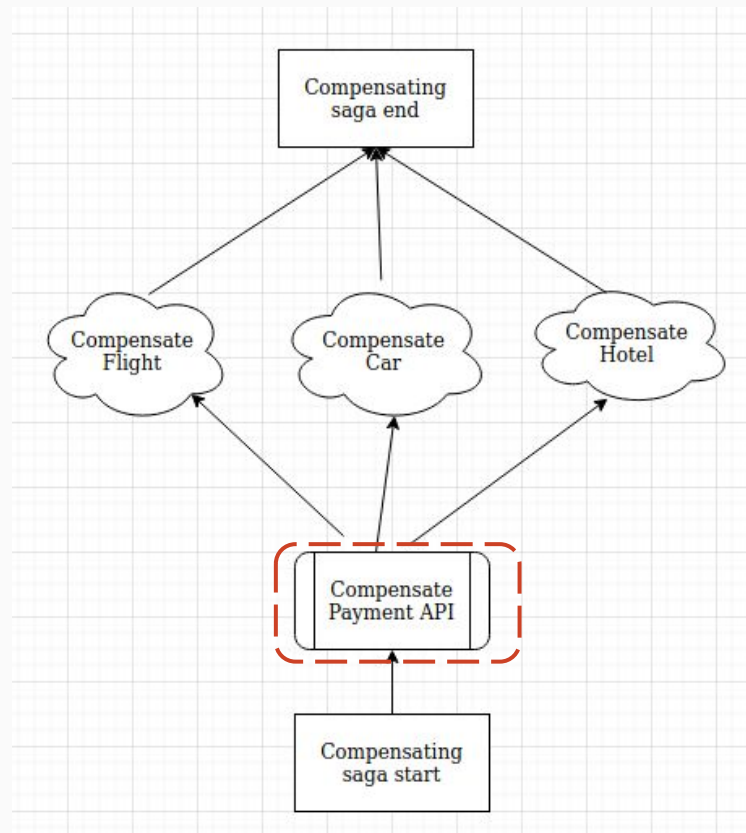 Compensating
saga end
Compensate
Flight
Compensate
Car
Compensate
Hotel
Compensate
Payment API
Compensating
saga start